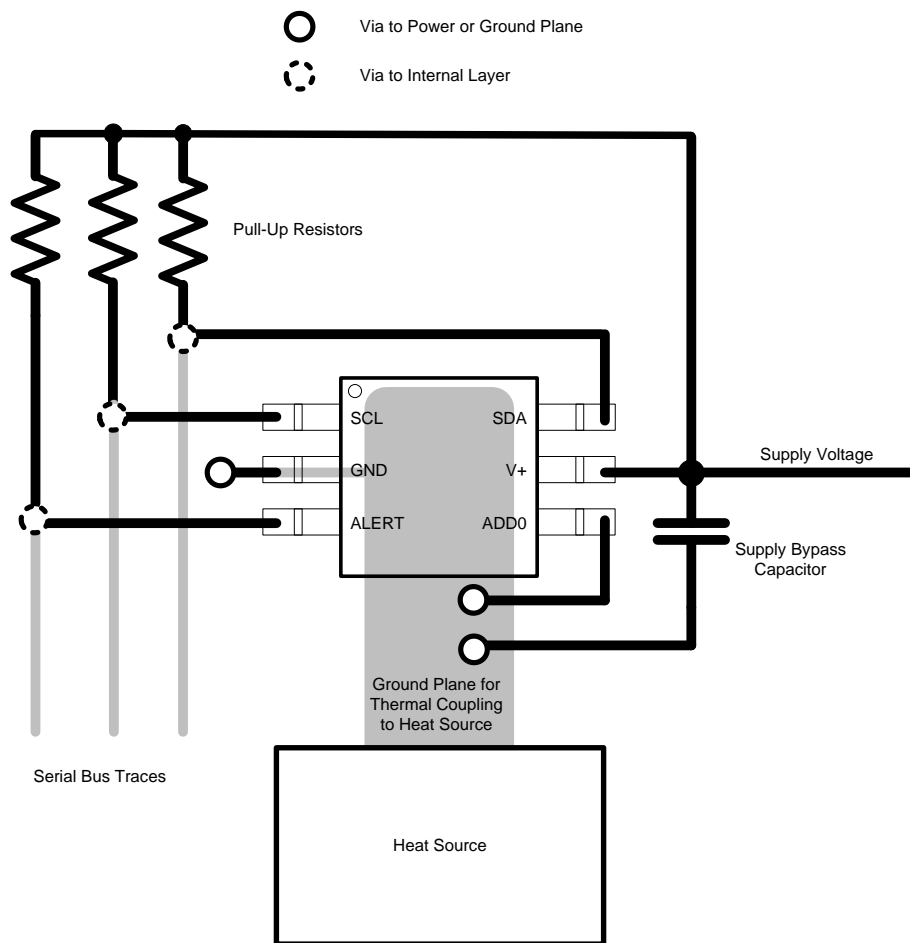 Via to Power or Ground Plane
Via to Internal Layer
Pull-Up Resistors
SCL
SDA
GND
V+
ALERT
ADD0
Supply Voltage
Supply Bypass
Capacitor
Ground Plane for
Thermal Coupling
to Heat Source
Serial Bus Traces
Heat Source